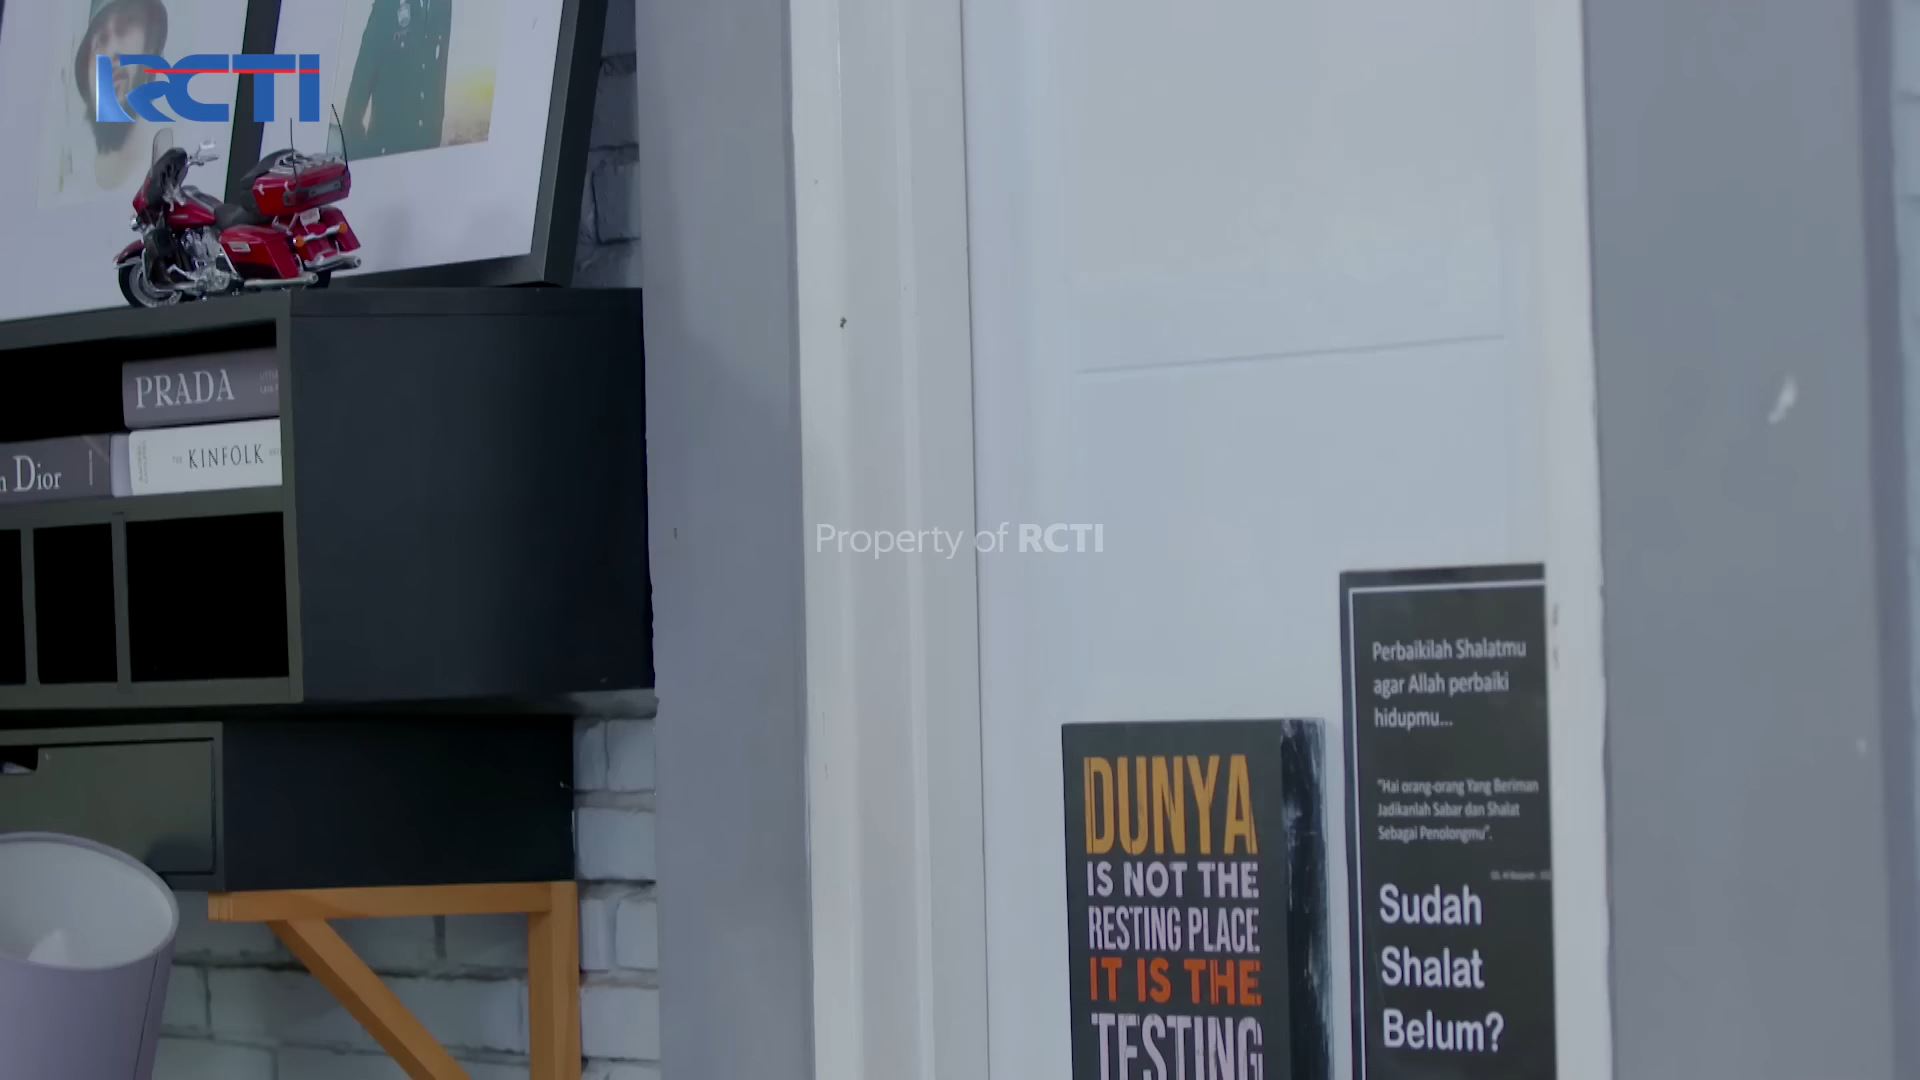 RCTI
PRADA
KINFOLK
n Dior
Property of RCTI
Perbaikilah Shalatmu
agar Allah perbaiki
hidupmu...
"Hai orang-orang Yang Beriman
Jadikanlah Sabar dan Shalat
Sebagai Penolongmu".
Sudah
Shalat
Belum?
DUNYA
IS NOT THE
RESTING PLACE
IT IS THE
TESTING